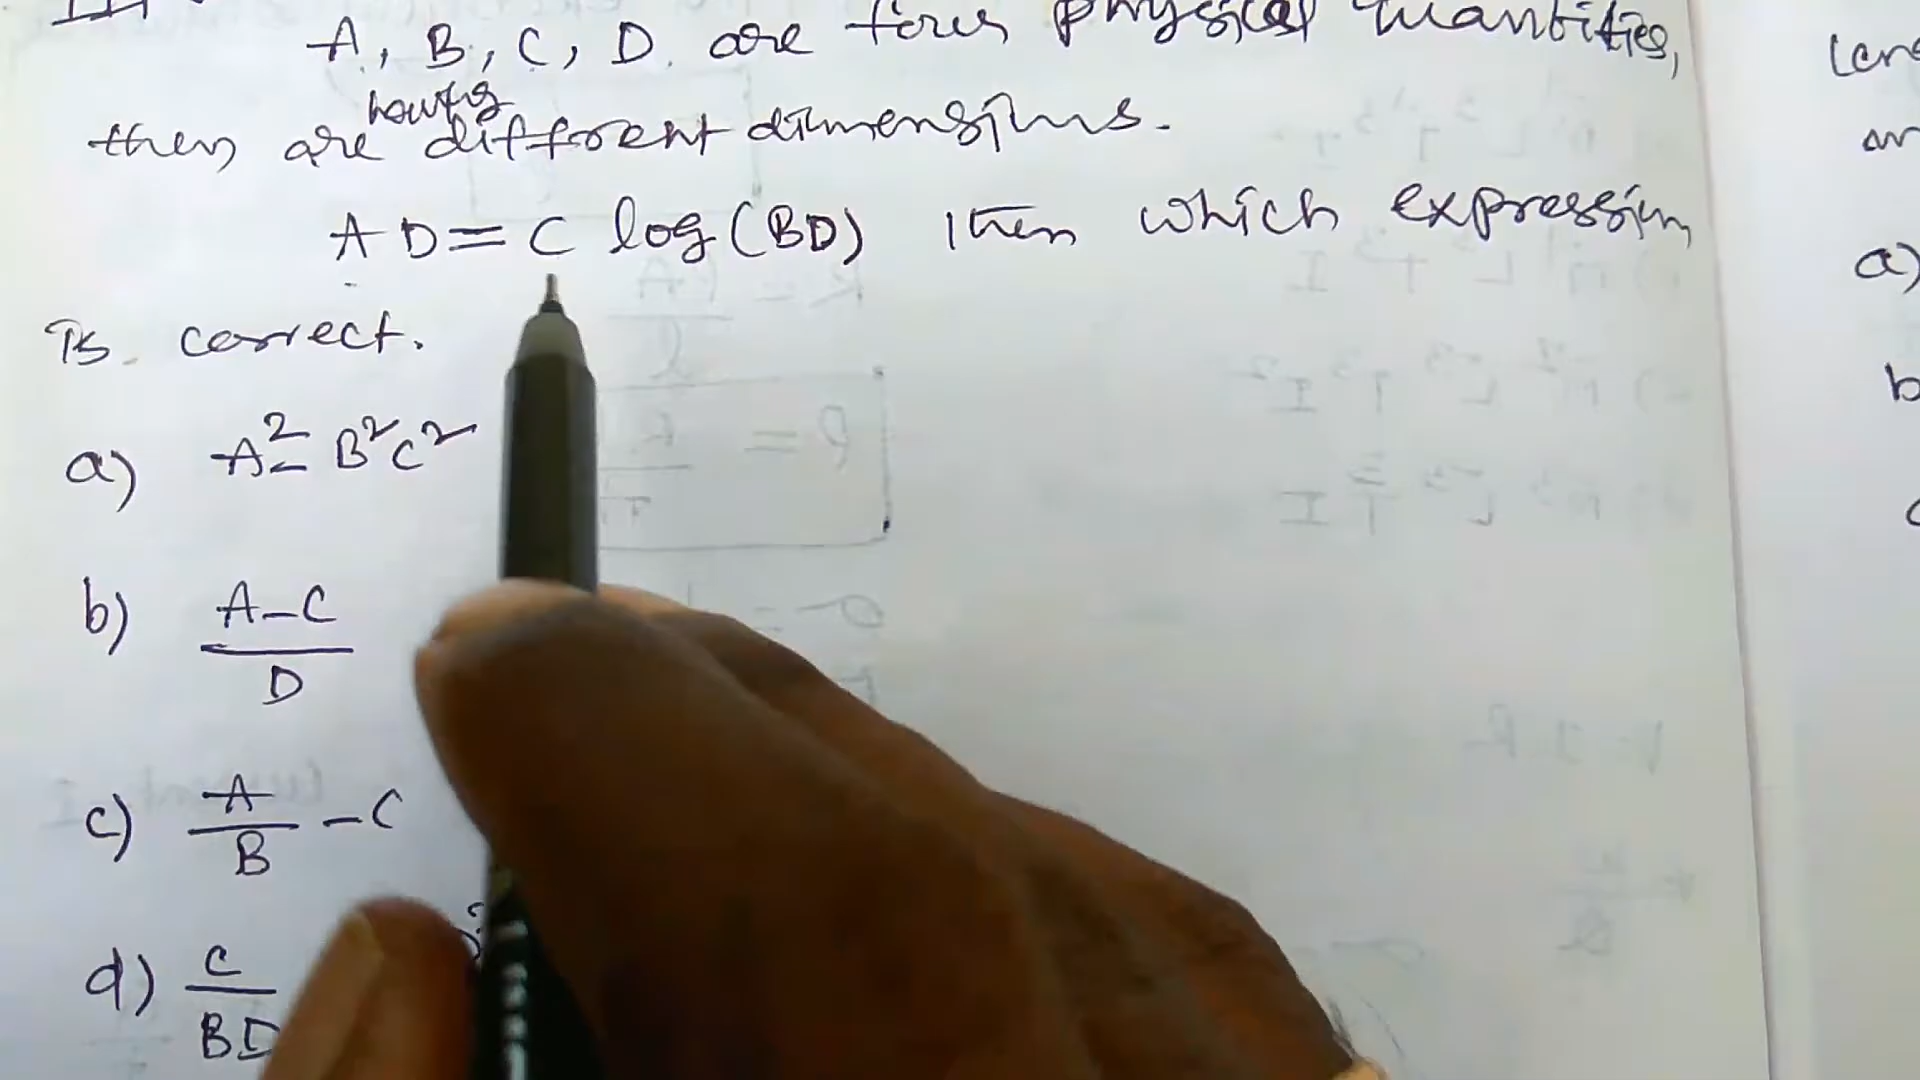 A, B, C, D. are four physical quantities,
having
they are different dimensions.
A D = C log (BD) then which expression
is correct.
a) A² – B²C²
b) A – C / D
c) A / B – C
d) C / BD
a)
b
c